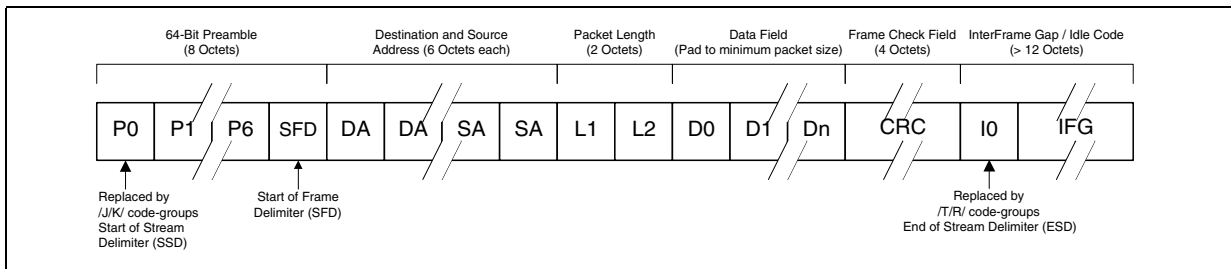 64-Bit Preamble
(8 Octets)
Destination and Source
Address (6 Octets each)
Packet Length
(2 Octets)
Data Field
(Pad to minimum packet size)
Frame Check Field
(4 Octets)
InterFrame Gap / Idle Code
(> 12 Octets)
P0 P1 P6 SFD DA DA SA SA L1 L2 D0 D1 Dn CRC I0 IFG
Replaced by
/J/K/ code-groups
Start of Stream
Delimiter (SSD)
Start of Frame
Delimiter (SFD)
Replaced by
/T/R/ code-groups
End of Stream Delimiter (ESD)